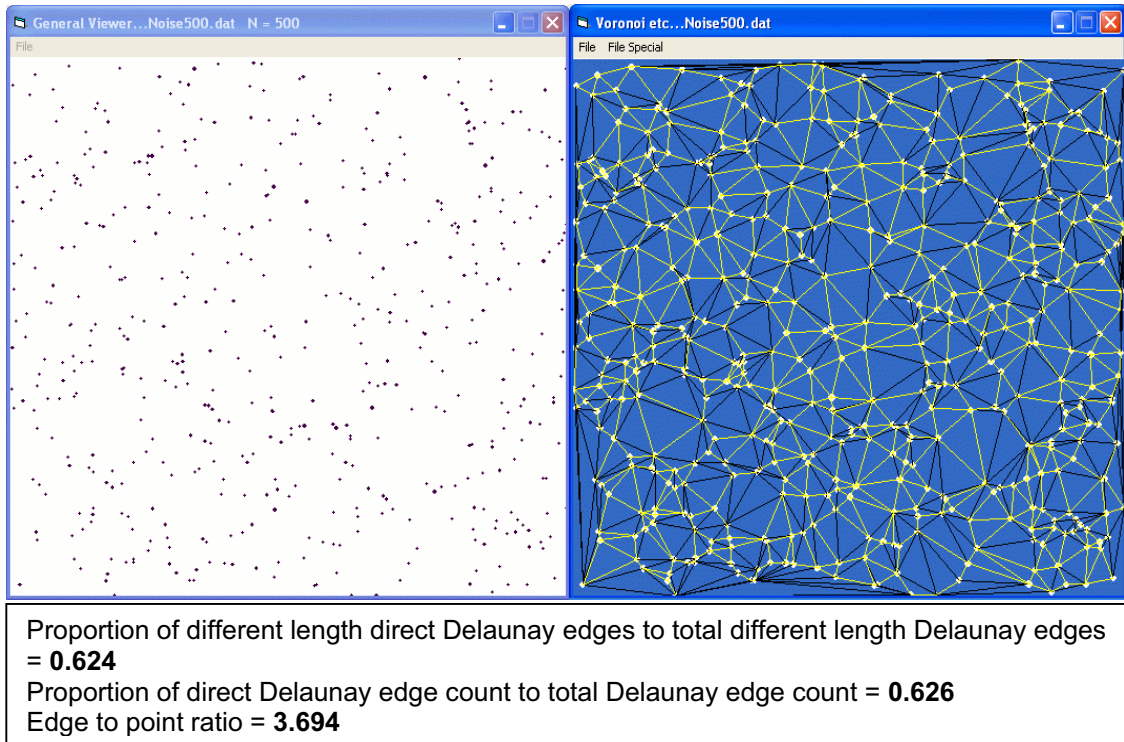 General Viewer...Noise500.dat N = 500
File
Voronoi etc...Noise500.dat
File File Special
Proportion of different length direct Delaunay edges to total different length Delaunay edges
= 0.624
Proportion of direct Delaunay edge count to total Delaunay edge count = 0.626
Edge to point ratio = 3.694